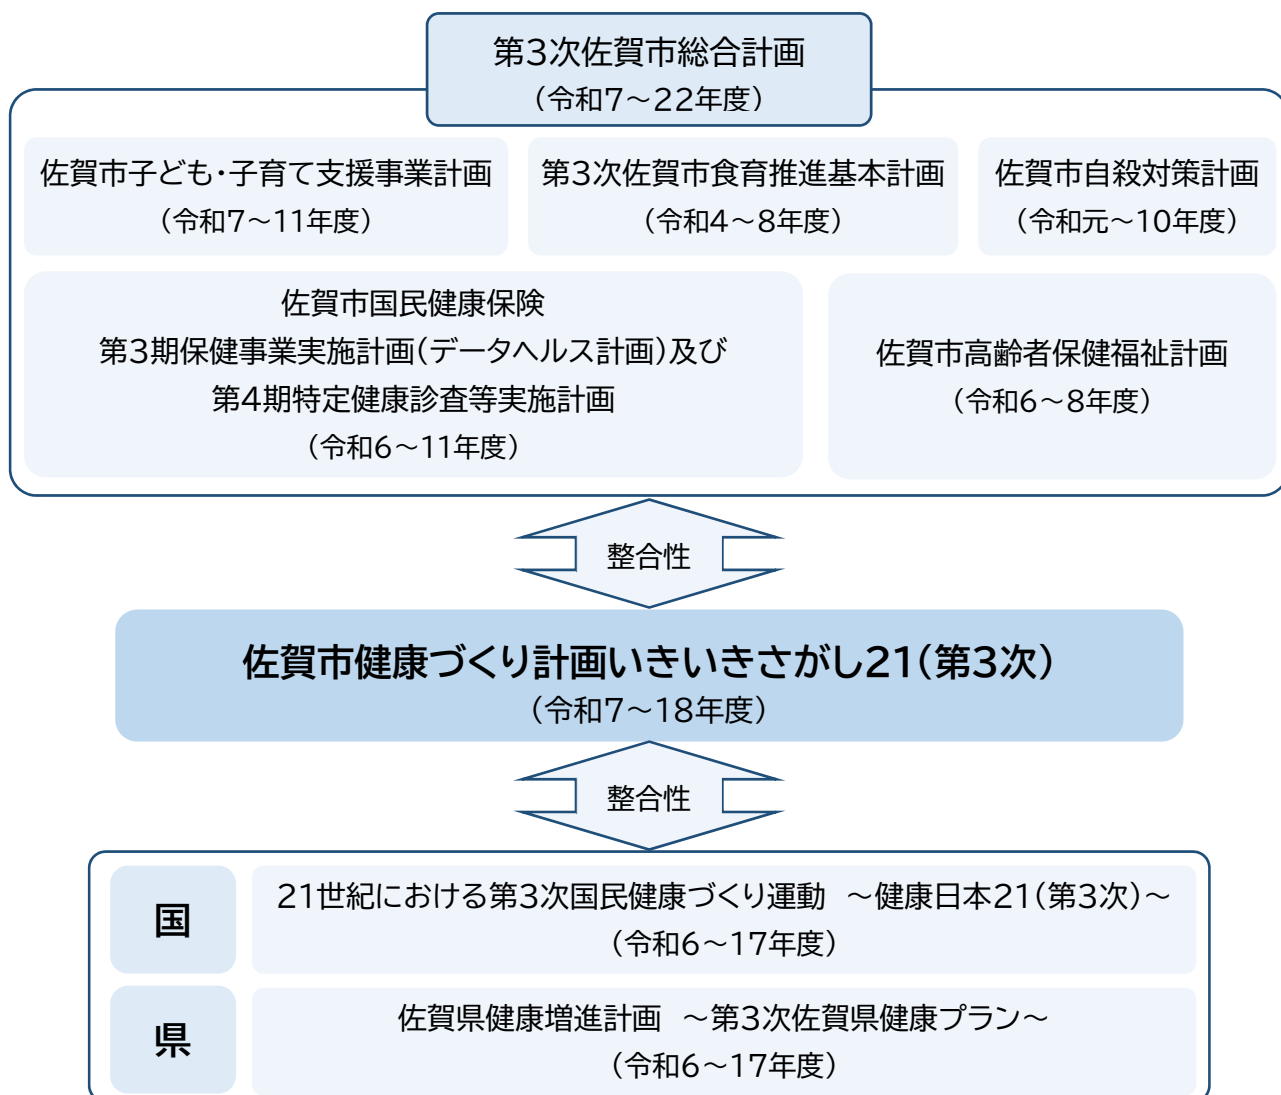 第3次佐賀市総合計画
（令和7～22年度）
佐賀市子ども・子育て支援事業計画
（令和7～11年度）
第3次佐賀市食育推進基本計画
（令和4～8年度）
佐賀市自殺対策計画
（令和元～10年度）
佐賀市国民健康保険
第3期保健事業実施計画（データヘルス計画）及び
第4期特定健康診査等実施計画
（令和6～11年度）
佐賀市高齢者保健福祉計画
（令和6～8年度）
整合性
佐賀市健康づくり計画いきいきさがし21（第3次）
（令和7～18年度）
整合性
国
21世紀における第3次国民健康づくり運動　～健康日本21（第3次）～
（令和6～17年度）
県
佐賀県健康増進計画　～第3次佐賀県健康プラン～
（令和6～17年度）